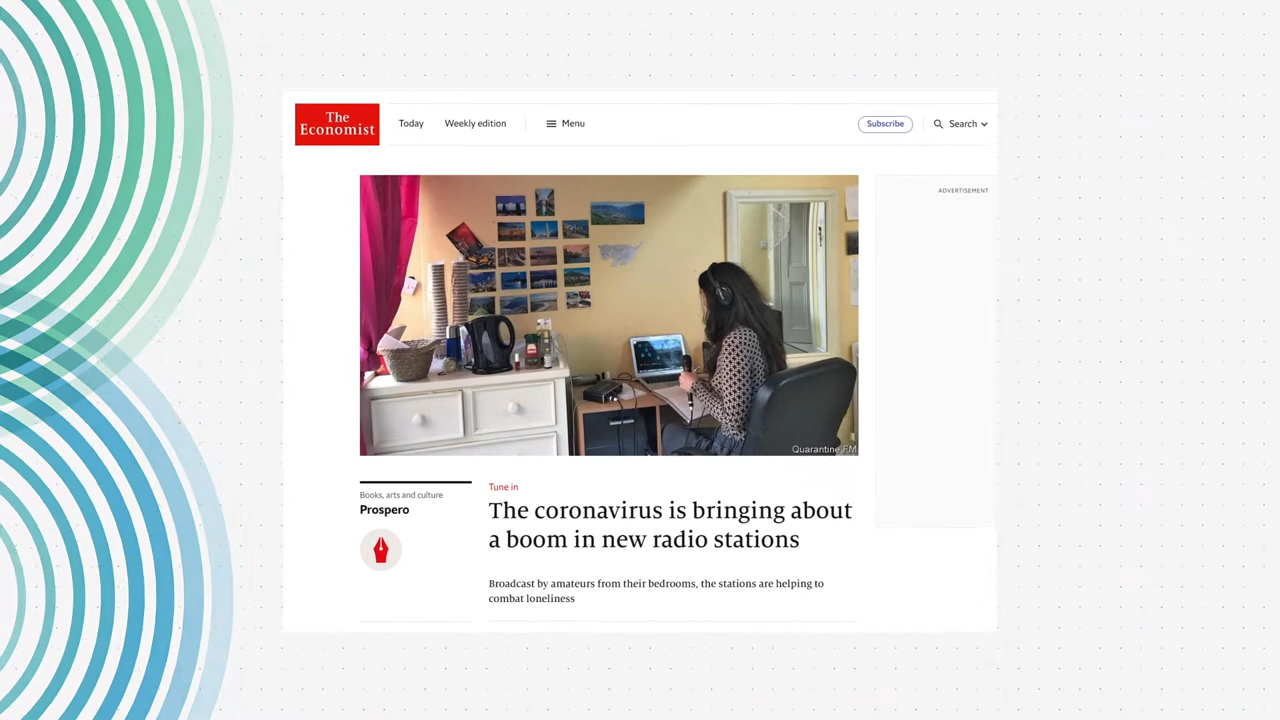 The
Economist
Today
Weekly edition
Menu
Subscribe
Search
ADVERTISEMENT
Quarantine FM
Books, arts and culture
Prospero
Tune in
The coronavirus is bringing about
a boom in new radio stations
Broadcast by amateurs from their bedrooms, the stations are helping to
combat loneliness